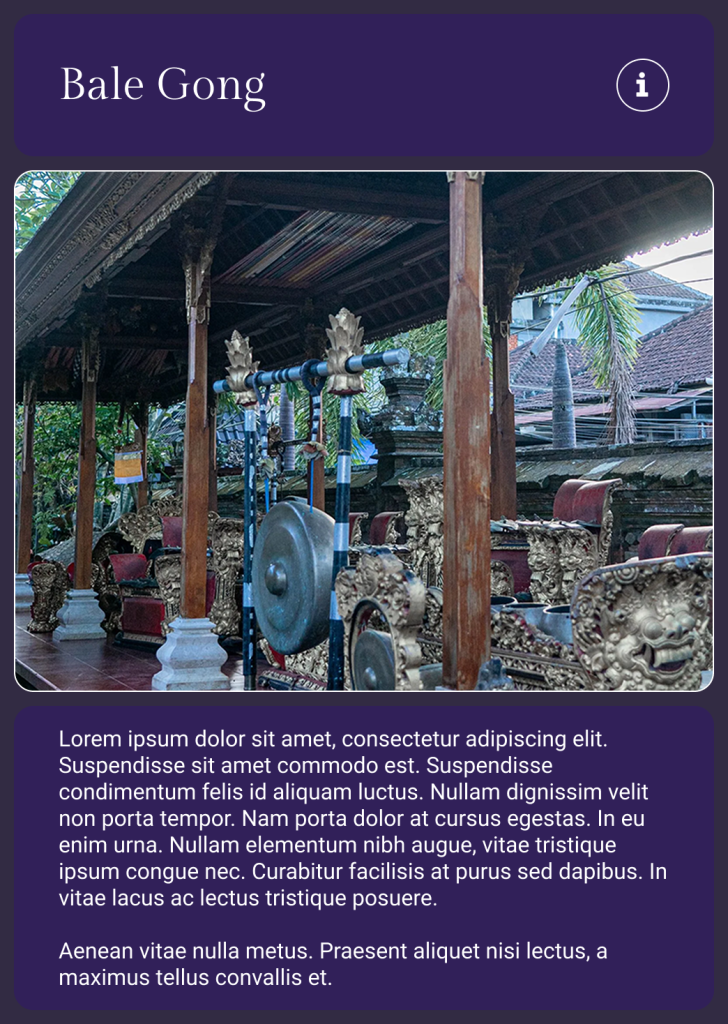 Bale Gong
Lorem ipsum dolor sit amet, consectetur adipiscing elit.
Suspendisse sit amet commodo est. Suspendisse
condimentum felis id aliquam luctus. Nullam dignissim velit
non porta tempor. Nam porta dolor at cursus egestas. In eu
enim urna. Nullam elementum nibh augue, vitae tristique
ipsum congue nec. Curabitur facilisis at purus sed dapibus. In
vitae lacus ac lectus tristique posuere.
Aenean vitae nulla metus. Praesent aliquet nisi lectus, a
maximus tellus convallis et.